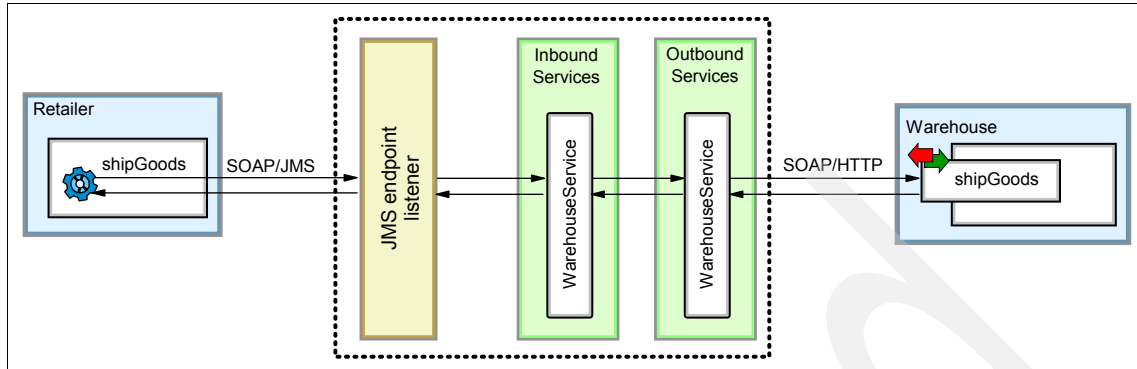 Retailer
shipGoods
SOAP/JMS
JMS endpoint
listener
Inbound
Services
WarehouseService
Outbound
Services
WarehouseService
SOAP/HTTP
Warehouse
shipGoods